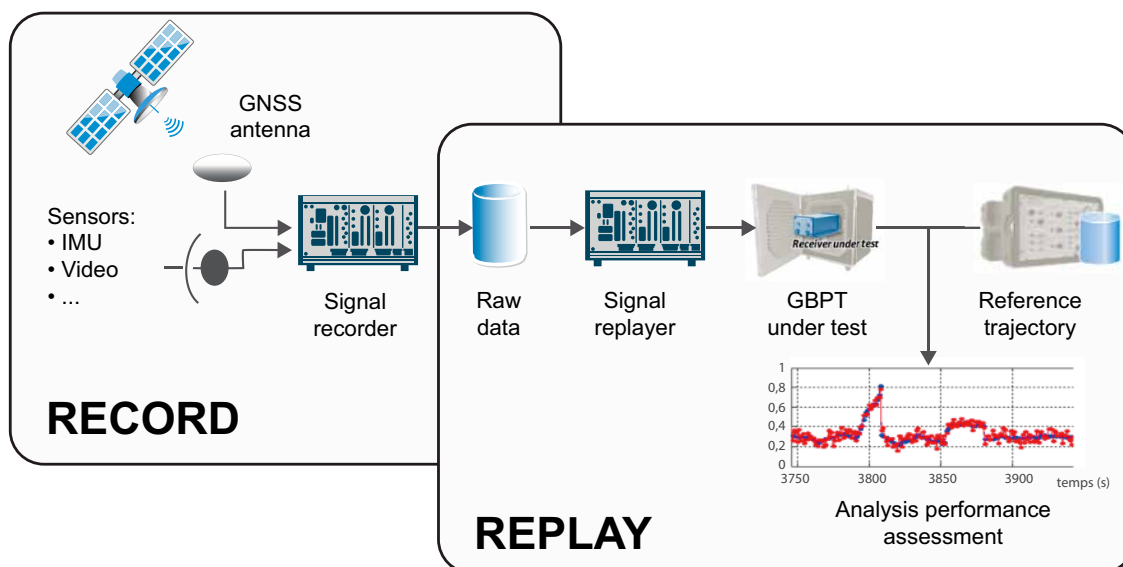 GNSS
antenna
Sensors:
• IMU
• Video
• ...
Signal
recorder
RECORD
Raw
data
Signal
replayer
Receiver under test
GBPT
under test
Reference
trajectory
1
0,8
0,6
0,4
0,2
0
3750
3800
3850
3900
temps (s)
Analysis performance
assessment
REPLAY